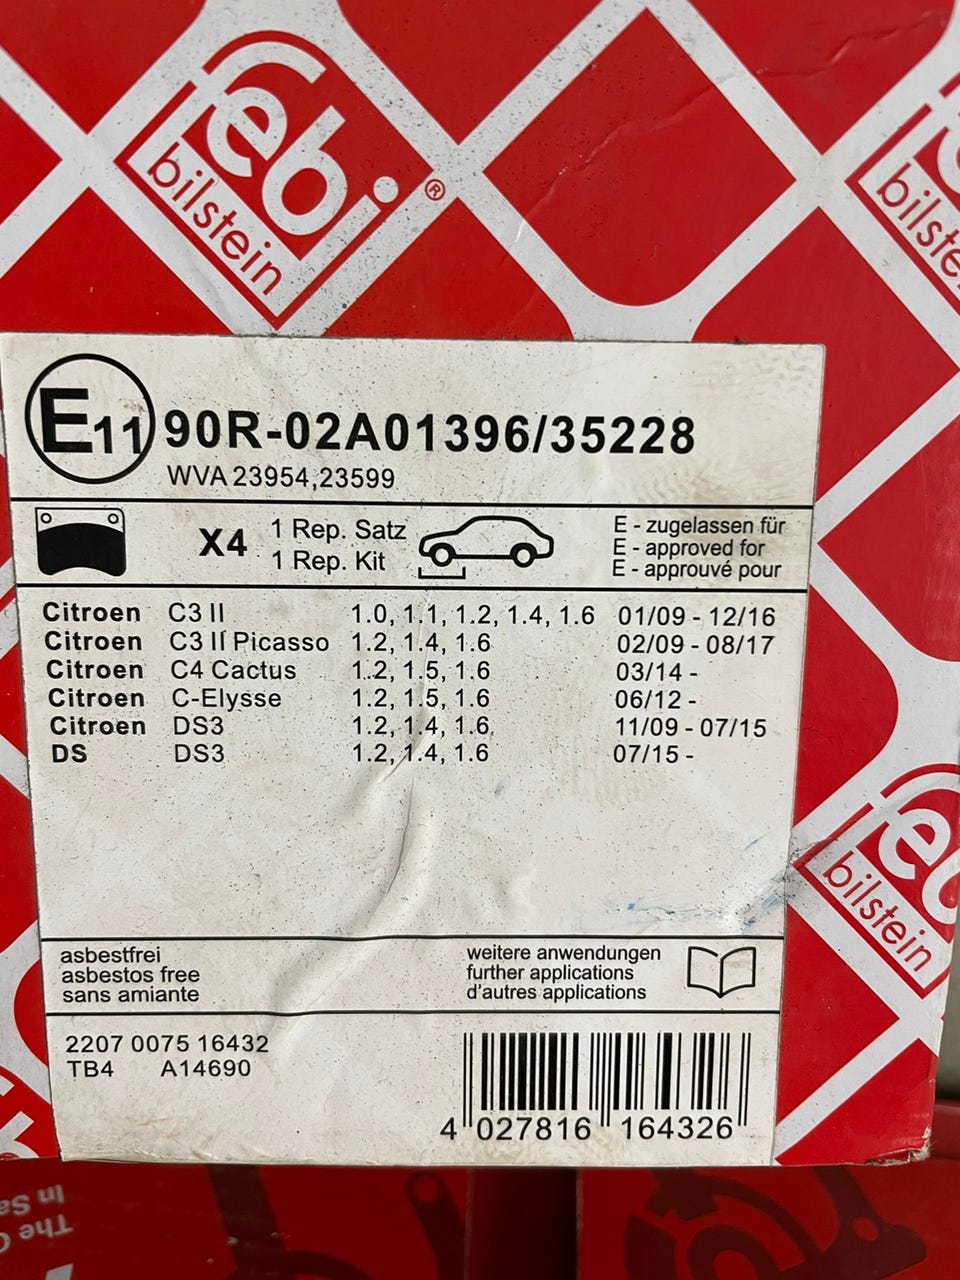 febi®
bilstein
bilste
E11 90R-02A01396/35228
WVA 23954,23599
X4
1 Rep. Satz
1 Rep. Kit
E - zugelassen für
E - approved for
E - approuvé pour
Citroen C3 II 1.0, 1.1, 1.2, 1.4, 1.6 01/09 - 12/16
Citroen C3 II Picasso 1.2, 1.4, 1.6 02/09 - 08/17
Citroen C4 Cactus 1.2, 1.5, 1.6 03/14 -
Citroen C-Elysse 1.2, 1.5, 1.6 06/12 -
Citroen DS3 1.2, 1.4, 1.6 11/09 - 07/15
DS DS3 1.2, 1.4, 1.6 07/15 -
feb
bilstein
asbestfrei
asbestos free
sans amiante
weitere anwendungen
further applications
d'autres applications
2207 0075 16432
TB4 A14690
4 027816 164326
The
In Sa